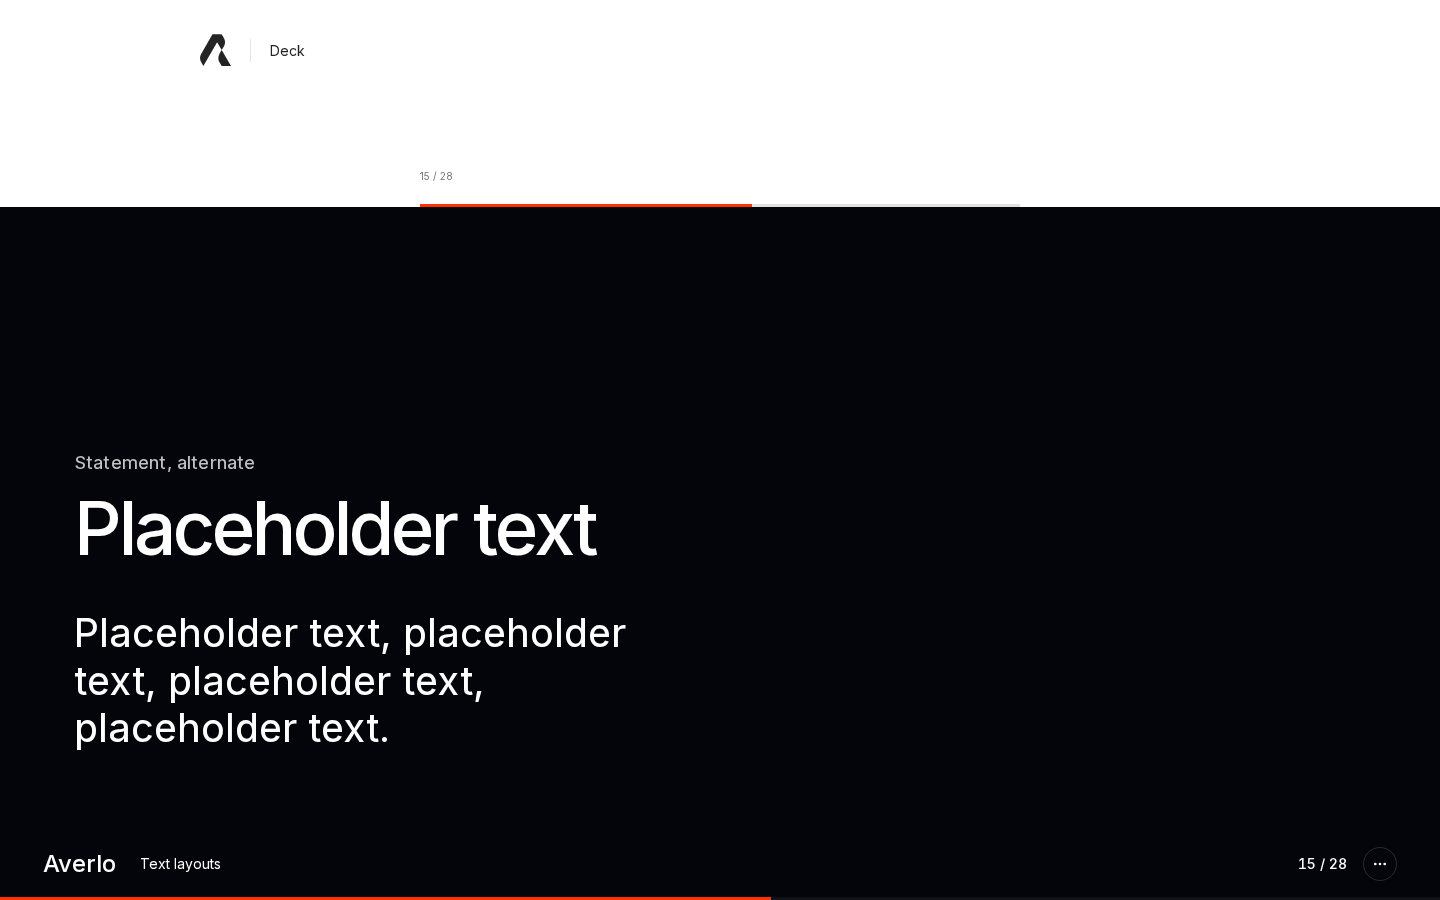 Deck
15 / 28
Statement, alternate
Placeholder text
Placeholder text, placeholder
text, placeholder text,
placeholder text.
Averlo
Text layouts
15 / 28